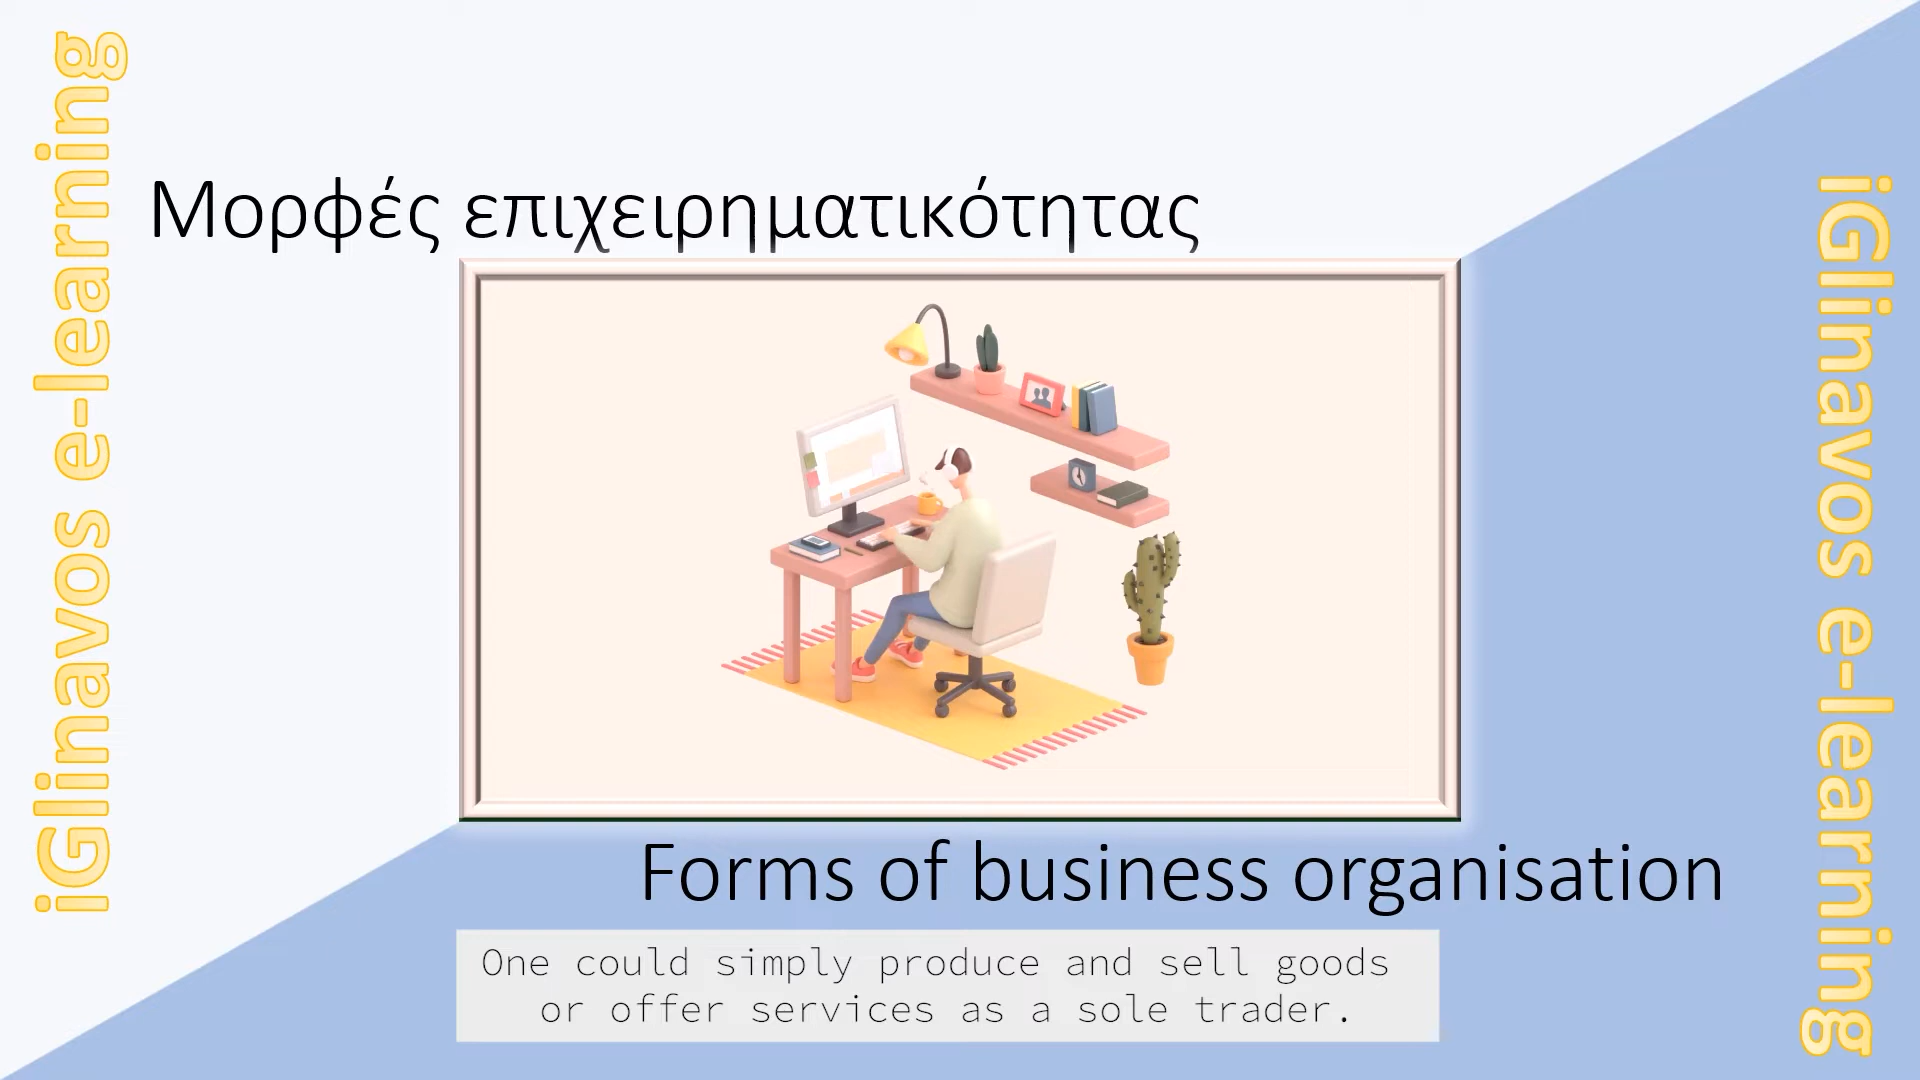 iGlinavos e-learning
Μορφές επιχειρηματικότητας
Forms of business organisation
One could simply produce and sell goods
or offer services as a sole trader.
iGlinavos e-learning